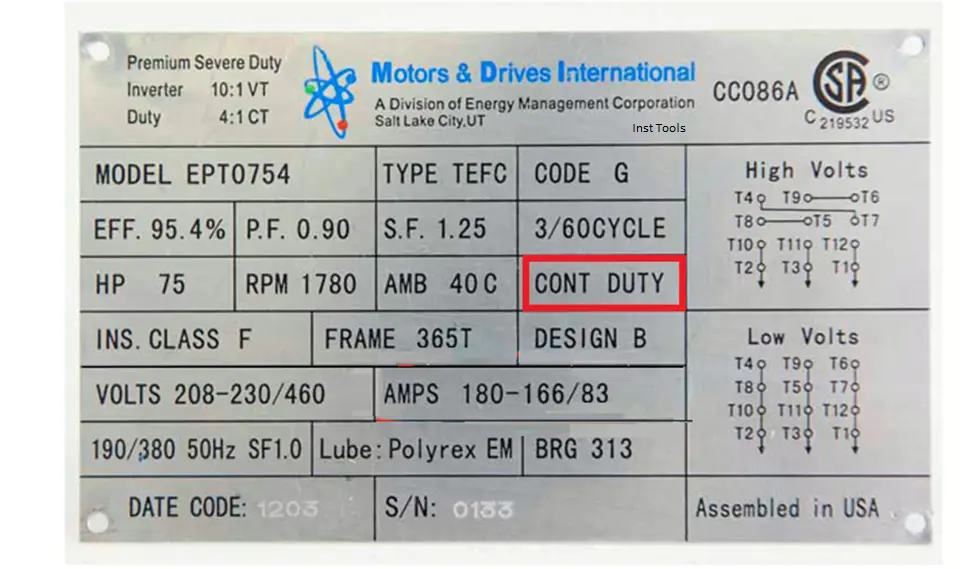 Premium Severe Duty
Inverter 10:1 VT
Duty 4:1 CT
Motors & Drives International
A Division of Energy Management Corporation
Salt Lake City,UT
Inst Tools
CC086A
SA ®
C 219532 US
MODEL EPT0754 TYPE TEFC CODE G
EFF. 95.4% P.F. 0.90 S.F. 1.25 3/60CYCLE
HP 75 RPM 1780 AMB 40C CONT DUTY
INS. CLASS F FRAME 365T DESIGN B
VOLTS 208-230/460 AMPS 180-166/83
190/380 50Hz SF1.0 Lube: Polyrex EM BRG 313
DATE CODE: 1203 S/N: 0133
High Volts
T4 T9 T6
T8 T5 T7
T10 T11 T12
T2 T3 T1
Low Volts
T4 T9 T6
T8 T5 T7
T10 T11 T12
T2 T3 T1
Assembled in USA